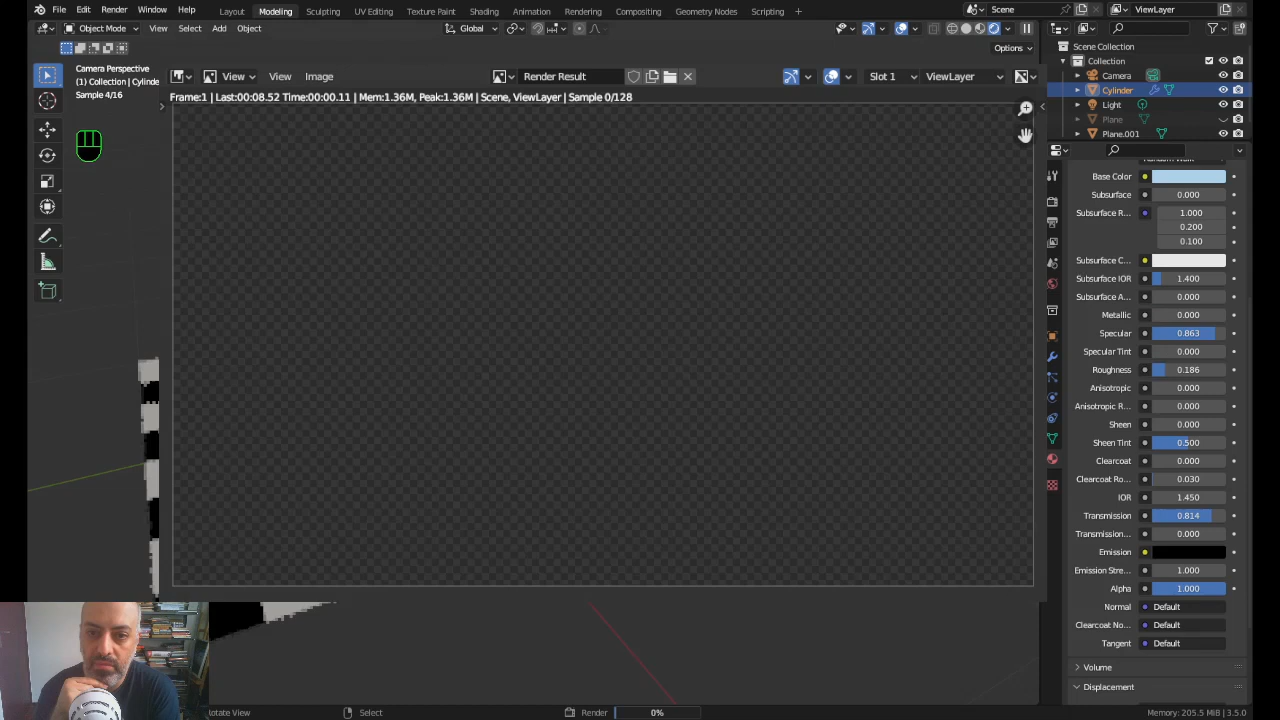 File Edit Render Window Help Layout Modeling Sculpting UV Editing Texture Paint Shading Animation Rendering Compositing Geometry Nodes Scripting Scene ViewLayer
Object Mode View Select Add Object Global
Options
Scene Collection
Collection
Camera
Cylinder
Light
Plane
Plane.001
Camera Perspective
(1) Collection | Cylinde
Sample 4/16
View View Image Render Result Slot 1 ViewLayer
Frame:1 | Last:00:08.52 Time:00:00.11 | Mem:1.36M, Peak:1.36M | Scene, ViewLayer | Sample 0/128
Base Color
Subsurface 0.000
Subsurface R... 1.000
0.200
0.100
Subsurface C...
Subsurface IOR 1.400
Subsurface A... 0.000
Metallic 0.000
Specular 0.863
Specular Tint 0.000
Roughness 0.186
Anisotropic 0.000
Anisotropic R... 0.000
Sheen 0.000
Sheen Tint 0.500
Clearcoat 0.000
Clearcoat Ro... 0.030
IOR 1.450
Transmission 0.814
Transmission... 0.000
Emission
Emission Stre... 1.000
Alpha 1.000
Normal Default
Clearcoat No... Default
Tangent Default
Volume
Displacement
otate View Select Render 0% Memory: 205.5 MiB | 3.5.0